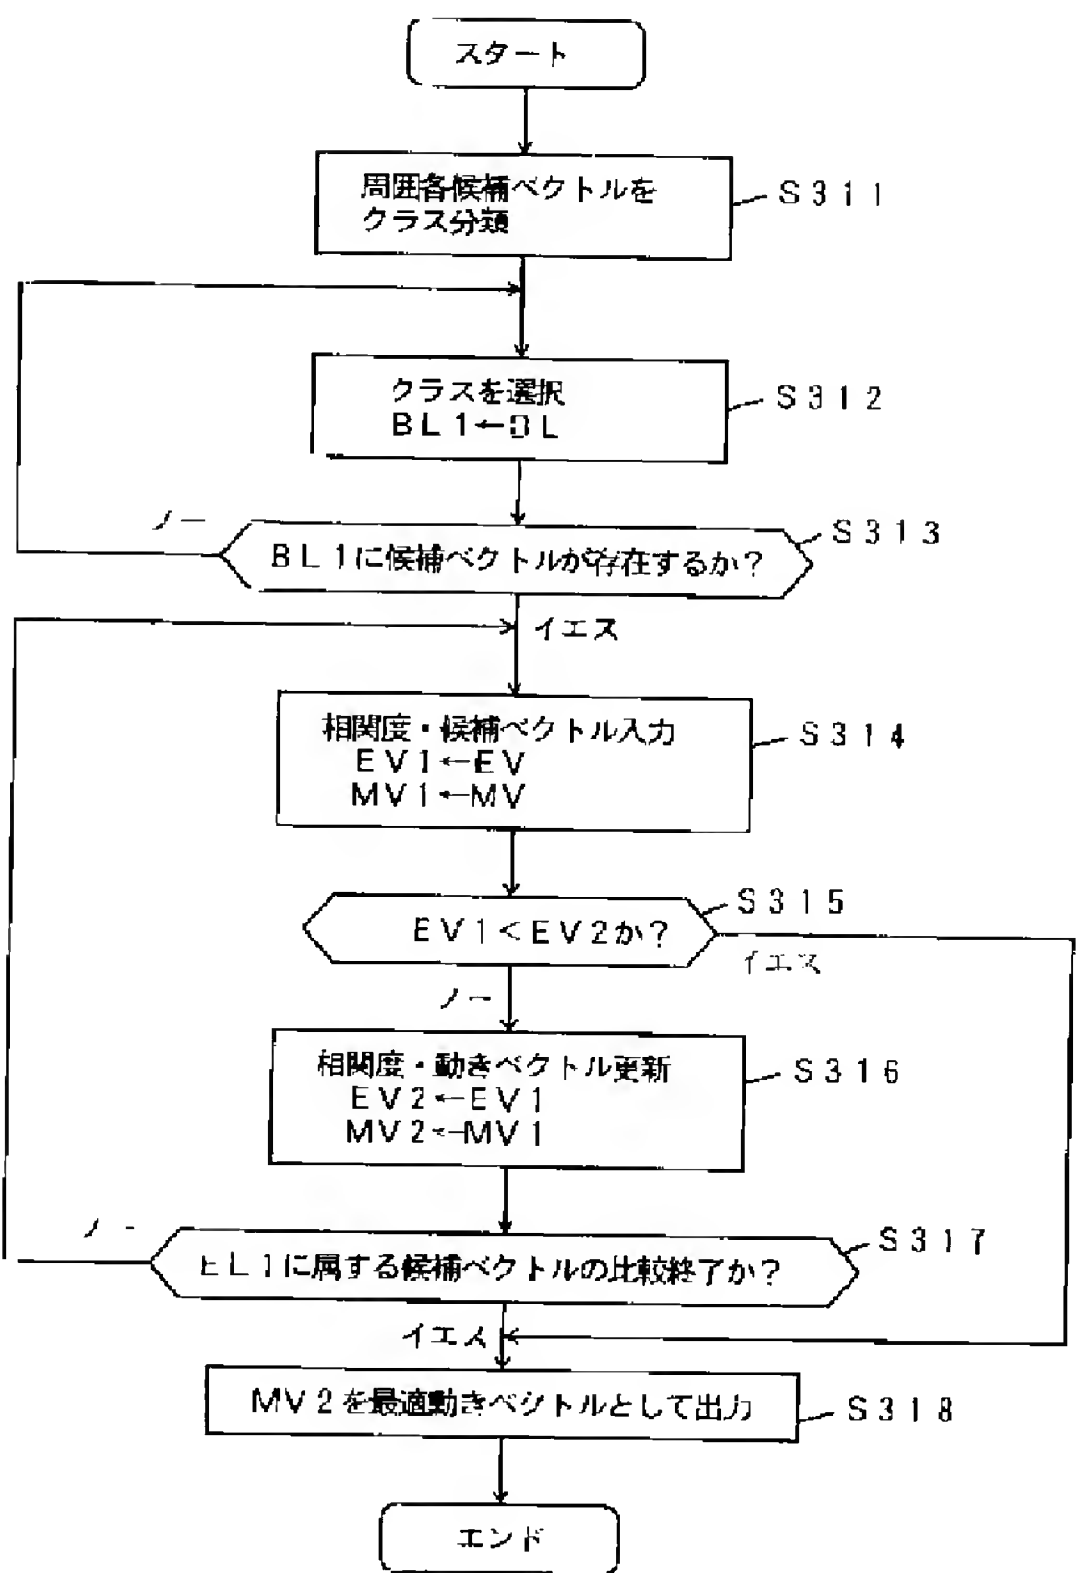 スタート
周囲各候補ベクトルを
クラス分類
S311
クラスを選択
BL1←BL
S312
ノー
BL1に候補ベクトルが存在するか?
S313
イエス
相関度・候補ベクトル入力
EV1←EV
MV1←MV
S314
EV1<EV2か?
S315
イエス
ノー
相関度・動きベクトル更新
EV2←EV1
MV2←MV1
S316
ノー
BL1に属する候補ベクトルの比較終了か?
S317
イエス
MV2を最適動きベクトルとして出力
S318
エンド